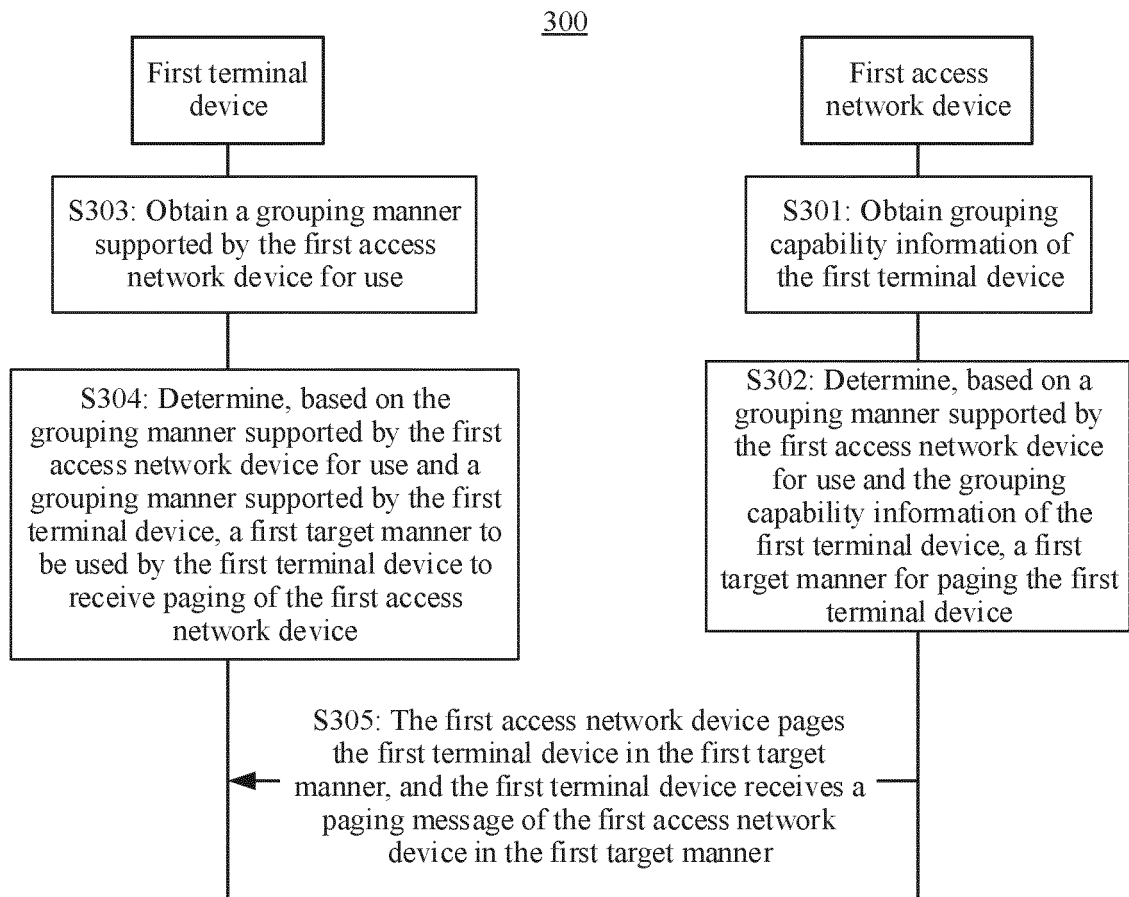 300
First terminal
device
First access
network device
S303: Obtain a grouping manner
supported by the first access
network device for use
S301: Obtain grouping
capability information of
the first terminal device
S304: Determine, based on the
grouping manner supported by the first
access network device for use and a
grouping manner supported by the first
terminal device, a first target manner to
be used by the first terminal device to
receive paging of the first access
network device
S302: Determine, based on a
grouping manner supported by
the first access network device
for use and the grouping
capability information of the
first terminal device, a first
target manner for paging the first
terminal device
S305: The first access network device pages
the first terminal device in the first target
manner, and the first terminal device receives a
paging message of the first access network
device in the first target manner